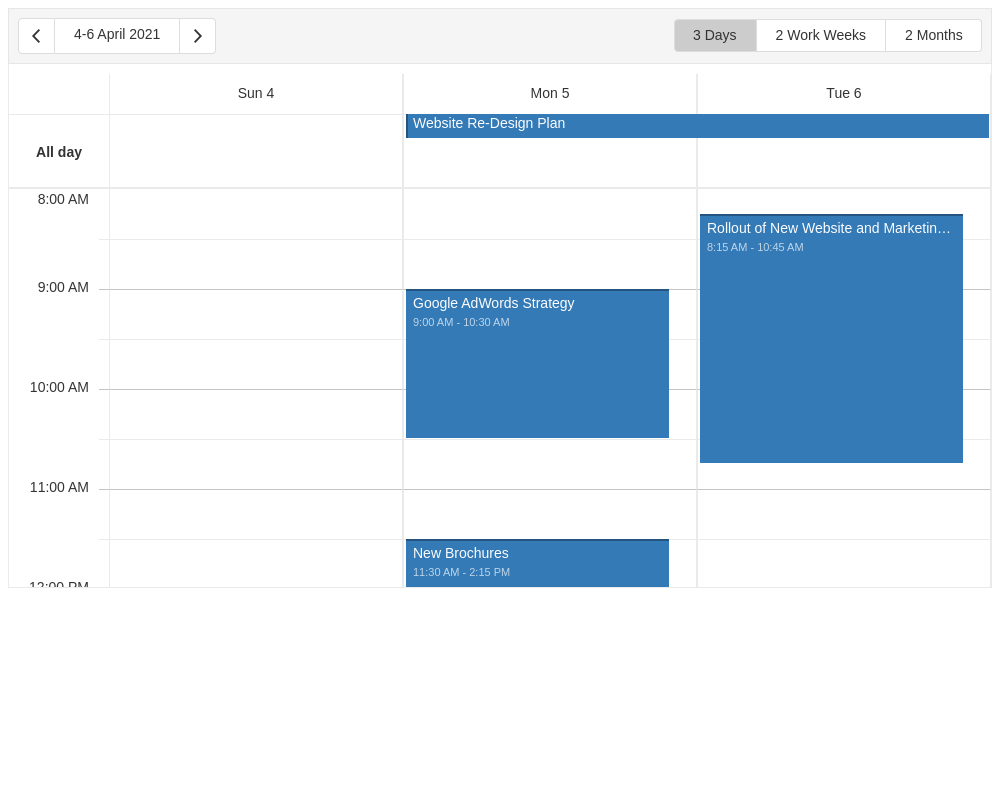 4-6 April 2021
3 Days
2 Work Weeks
2 Months
Sun 4
Mon 5
Tue 6
All day
Website Re-Design Plan
8:00 AM
9:00 AM
10:00 AM
11:00 AM
12:00 PM
Google AdWords Strategy
9:00 AM - 10:30 AM
New Brochures
11:30 AM - 2:15 PM
Rollout of New Website and Marketin…
8:15 AM - 10:45 AM